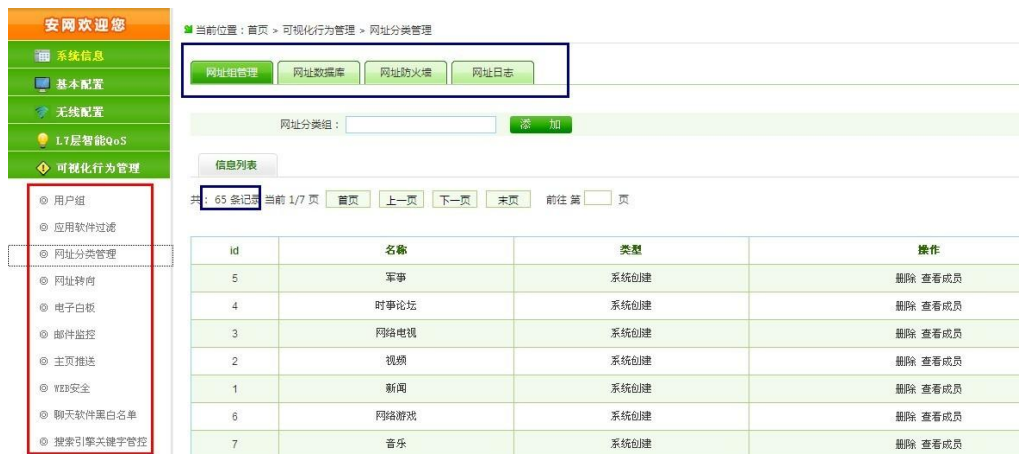 安网欢迎您
系统信息
基本配置
无线配置
L7层智能QoS
可视化行为管理
用户组
应用软件过滤
网址分类管理
网址转向
电子白板
邮件监控
主页推送
WEB安全
聊天软件黑白名单
搜索引擎关键字管控
当前位置：首页 > 可视化行为管理 > 网址分类管理
网址组管理 网址数据库 网址防火墙 网址日志
网址分类组： 添 加
信息列表
共： 65 条记录 当前 1/7 页 首页 上一页 下一页 末页 前往 第 页
id 名称 类型 操作
5 军事 系统创建 删除 查看成员
4 时事论坛 系统创建 删除 查看成员
3 网络电视 系统创建 删除 查看成员
2 视频 系统创建 删除 查看成员
1 新闻 系统创建 删除 查看成员
6 网络游戏 系统创建 删除 查看成员
7 音乐 系统创建 删除 查看成员